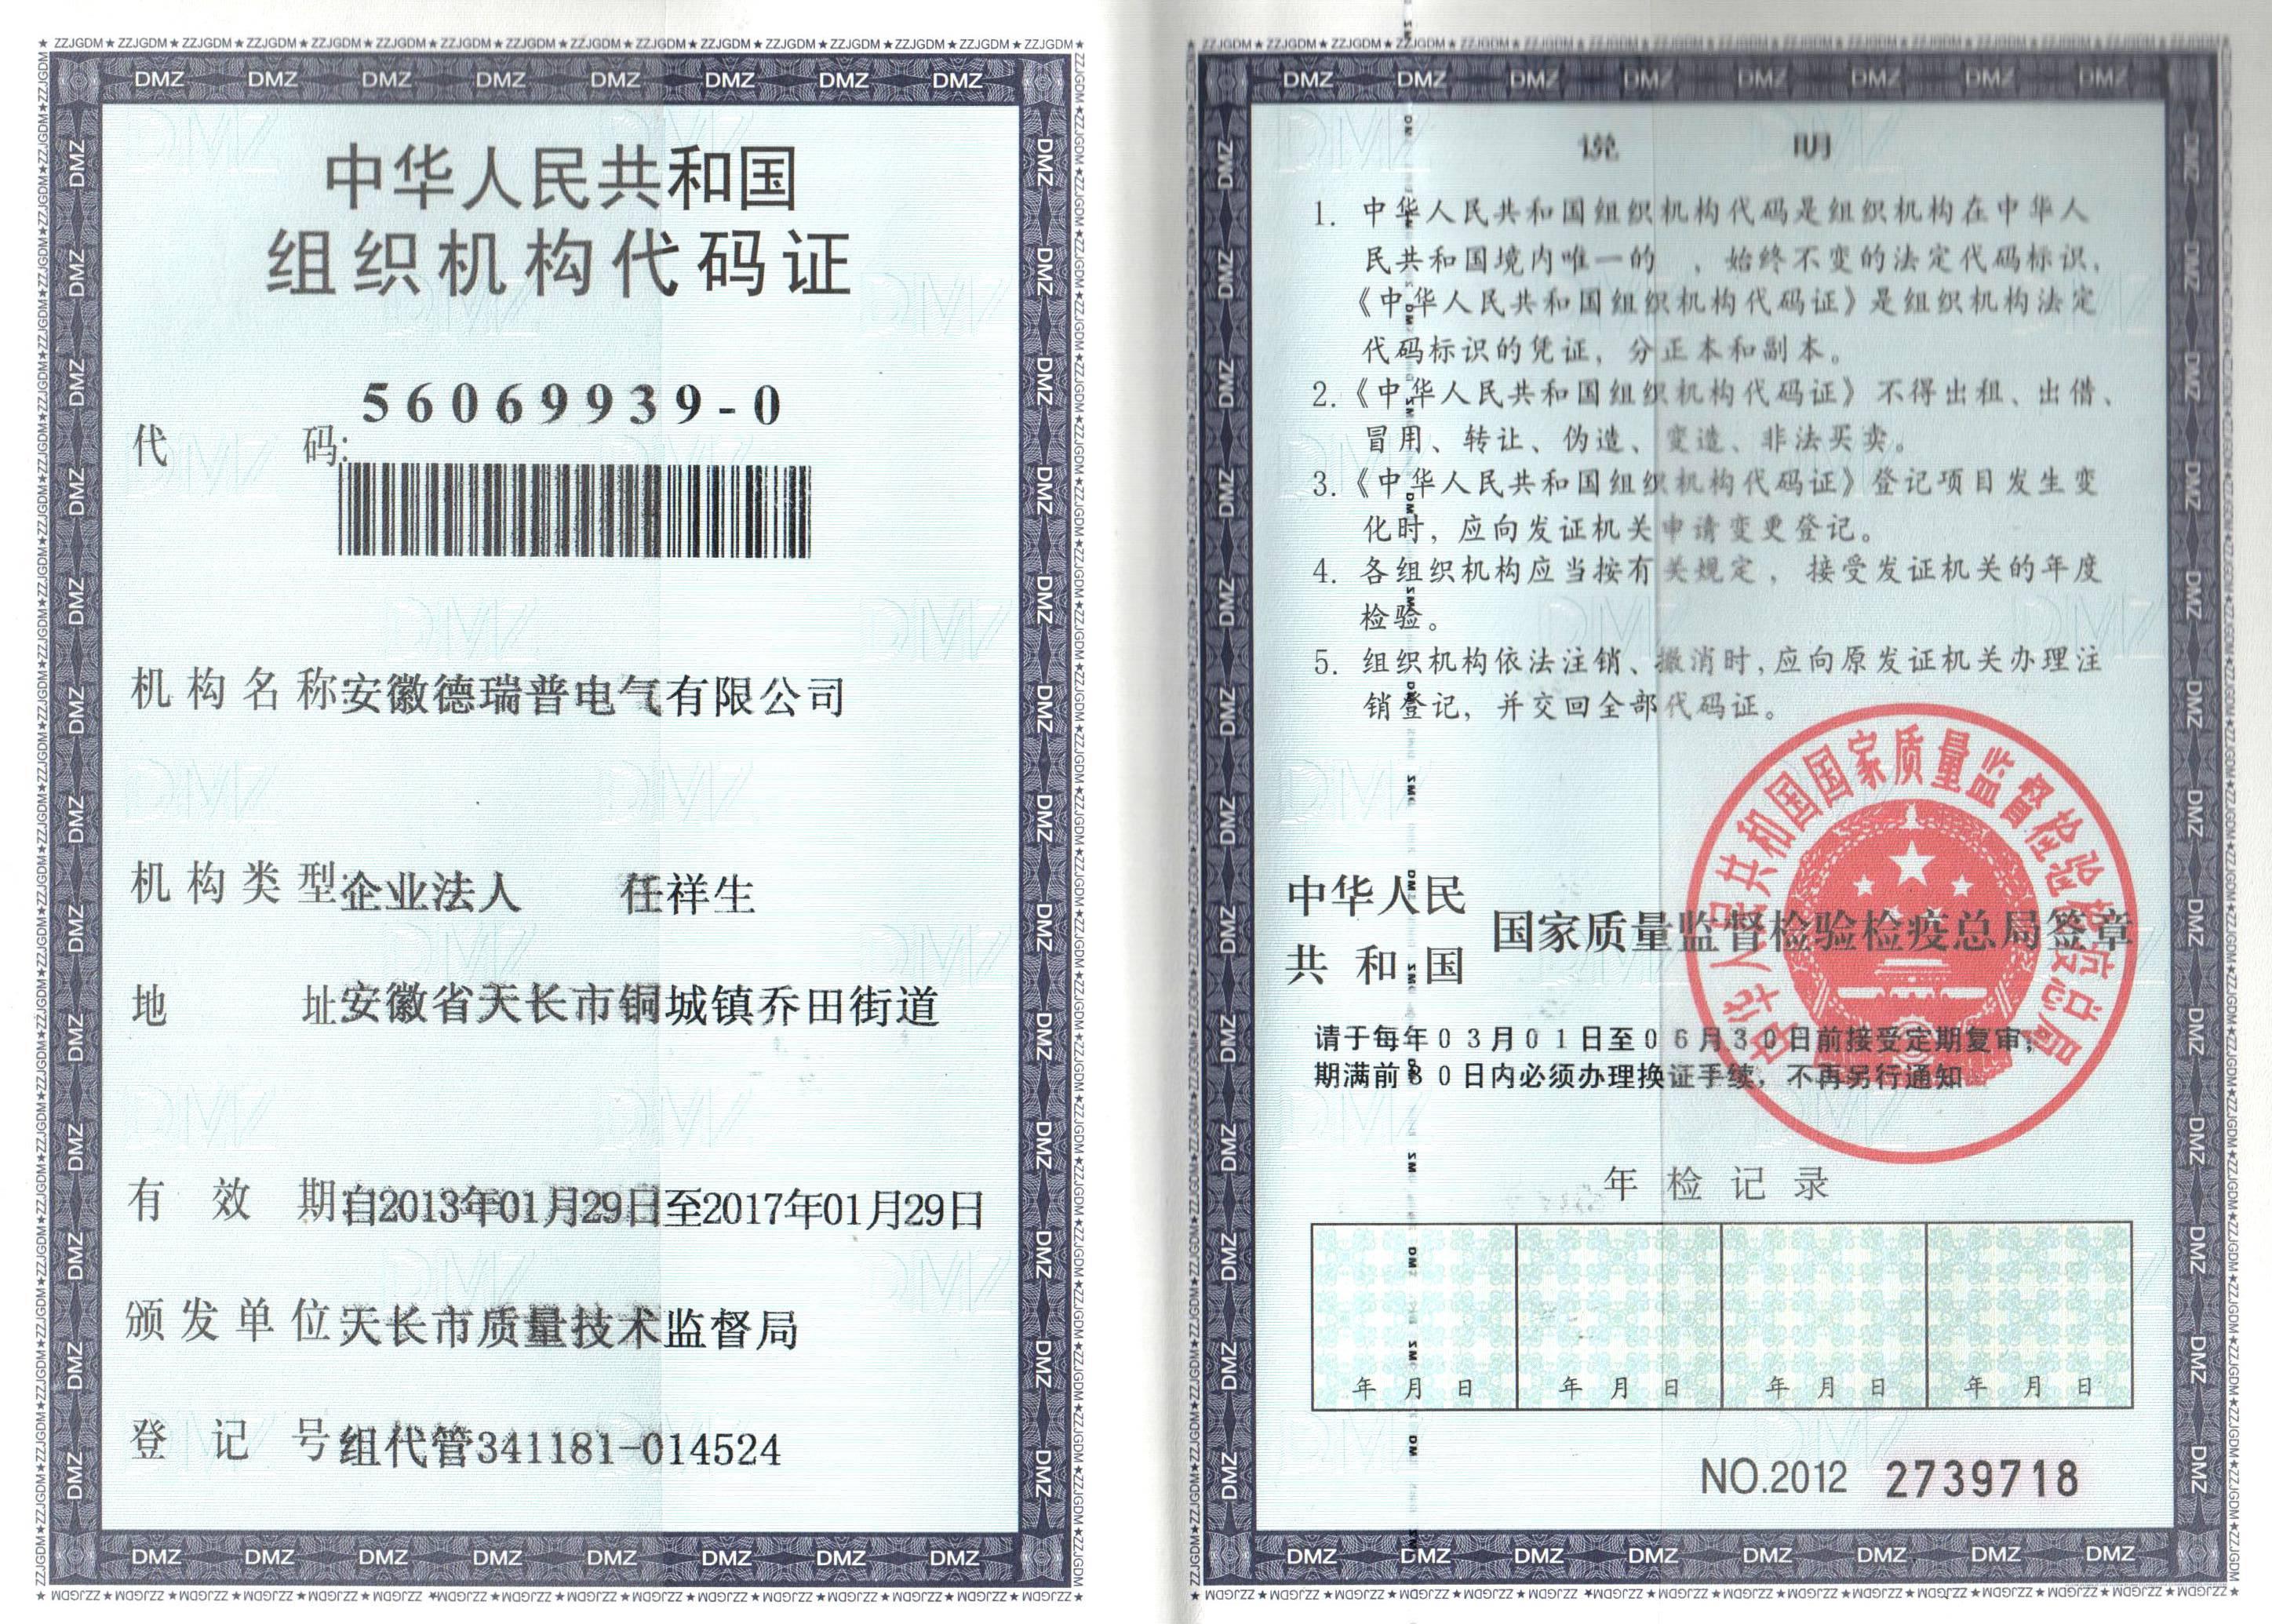 中华人民共和国
组织机构代码证
代 码: 56069939-0
机构名称:安徽德瑞普电气有限公司
机构类型:企业法人 任祥生
地 址:安徽省天长市铜城镇乔田街道
有 效 期:自2013年01月29日至2017年01月29日
颁发单位:天长市质量技术监督局
登 记 号:组代管341181-014524
说 明
1. 中华人民共和国组织机构代码是组织机构在中华人
民共和国境内唯一的 , 始终不变的法定代码标识,
《中华人民共和国组织机构代码证》是组织机构法定
代码标识的凭证, 分正本和副本。
2.《中华人民共和国组织机构代码证》不得出租、出借、
冒用、转让、伪造、变造、非法买卖。
3.《中华人民共和国组织机构代码证》登记项目发生变
化时, 应向发证机关申请变更登记。
4. 各组织机构应当按有关规定, 接受发证机关的年度
检验。
5. 组织机构依法注销、撤消时,应向原发证机关办理注
销登记, 并交回全部代码证。
中华人民共和国国家质量监督检验检疫总局
中华人民
共和国 国家质量监督检验检疫总局签章
请于每年03月01日至06月30日前接受定期复审;
期满前30日内必须办理换证手续, 不再另行通知
年检记录
年 月 日 年 月 日 年 月 日 年 月 日
NO.2012 2739718
DMZ
ZZJGDM★ZZJGDM